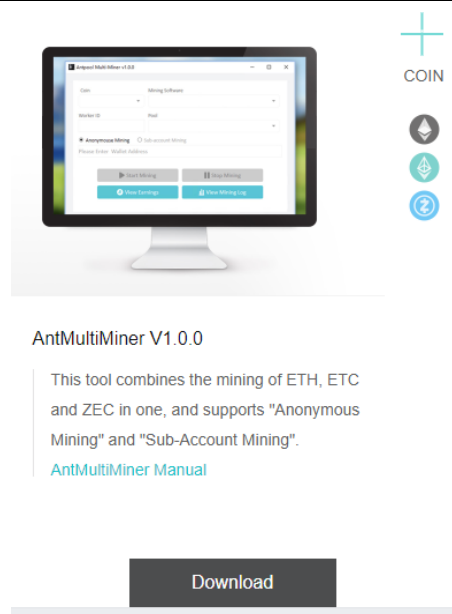 Antpool Multi-Miner v1.0.0
Coin
Mining Software
Worker ID
Pool
Anonymouse Mining
Sub-account Mining
Please Enter Wallet Address
Start Mining
Stop Mining
View Earnings
View Mining Log
COIN
AntMultiMiner V1.0.0
This tool combines the mining of ETH, ETC
and ZEC in one, and supports "Anonymous
Mining" and "Sub-Account Mining".
AntMultiMiner Manual
Download